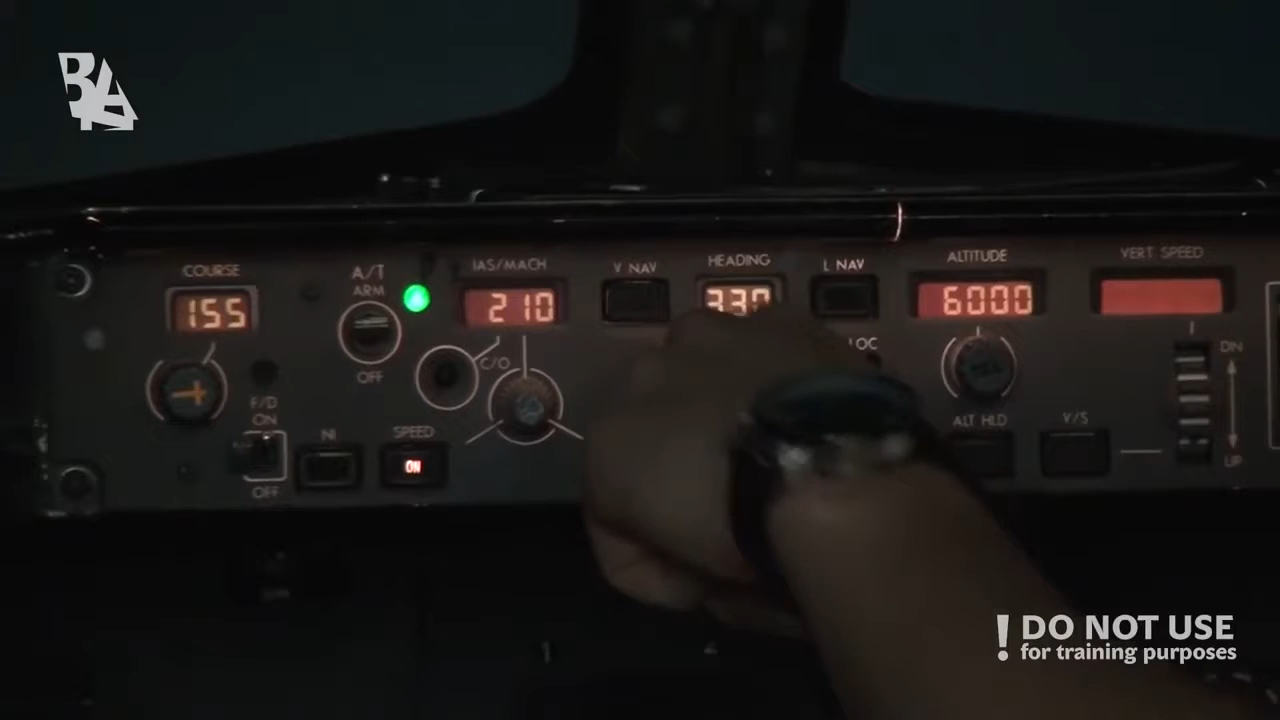 BAA
COURSE
155
A/T
ARM
OFF
IAS/MACH
210
C/O
V NAV
HEADING
330
L NAV
LOC
ALTITUDE
6000
VERT SPEED
DN
UP
F/D
ON
OFF
N1
SPEED
ON
ALT HLD
V/S
! DO NOT USE
for training purposes